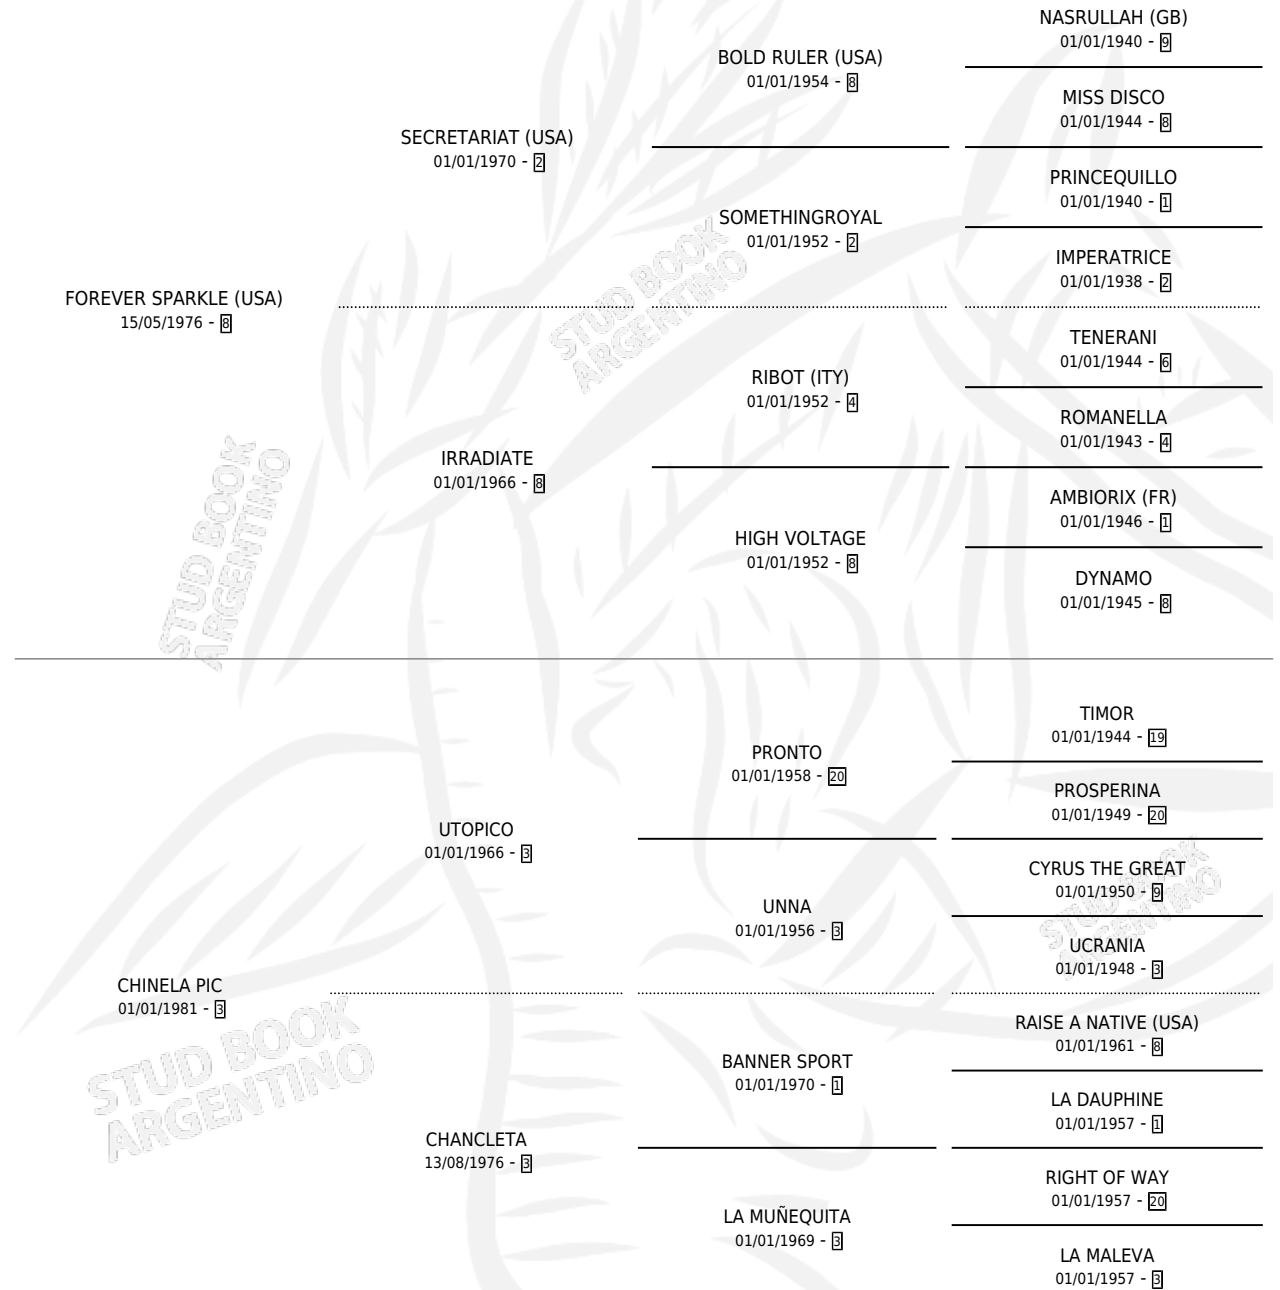 NASRULLAH (GB)
01/01/1940 - 9
BOLD RULER (USA)
01/01/1954 - 8
MISS DISCO
01/01/1944 - 8
SECRETARIAT (USA)
01/01/1970 - 2
PRINCEQUILLO
01/01/1940 - 1
SOMETHINGROYAL
01/01/1952 - 2
IMPERATRICE
01/01/1938 - 2
FOREVER SPARKLE (USA)
15/05/1976 - 8
TENERANI
01/01/1944 - 6
RIBOT (ITY)
01/01/1952 - 4
ROMANELLA
01/01/1943 - 4
IRRADIATE
01/01/1966 - 8
AMBIORIX (FR)
01/01/1946 - 1
HIGH VOLTAGE
01/01/1952 - 8
DYNAMO
01/01/1945 - 8
TIMOR
01/01/1944 - 19
PRONTO
01/01/1958 - 20
PROSPERINA
01/01/1949 - 20
UTOPICO
01/01/1966 - 3
CYRUS THE GREAT
01/01/1950 - 9
UNNA
01/01/1956 - 3
UCRANIA
01/01/1948 - 3
CHINELA PIC
01/01/1981 - 3
RAISE A NATIVE (USA)
01/01/1961 - 8
BANNER SPORT
01/01/1970 - 1
LA DAUPHINE
01/01/1957 - 1
CHANCLETA
13/08/1976 - 3
RIGHT OF WAY
01/01/1957 - 20
LA MUÑEQUITA
01/01/1969 - 3
LA MALEVA
01/01/1957 - 3
STUD BOOK
ARGENTINO
STUD BOOK
ARGENTINO
STUD BOOK
ARGENTINO
STUD BOOK
ARGENTINO